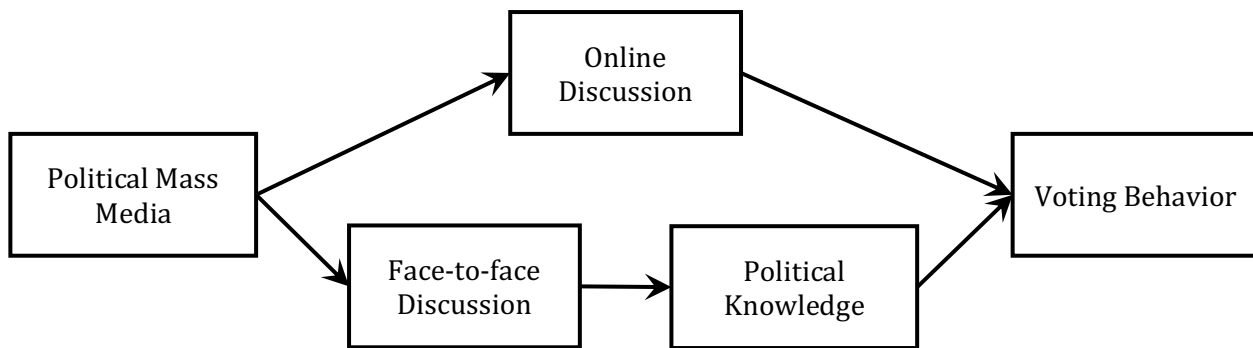 Online
Discussion
Political Mass
Media
Voting Behavior
Face-to-face
Discussion
Political
Knowledge